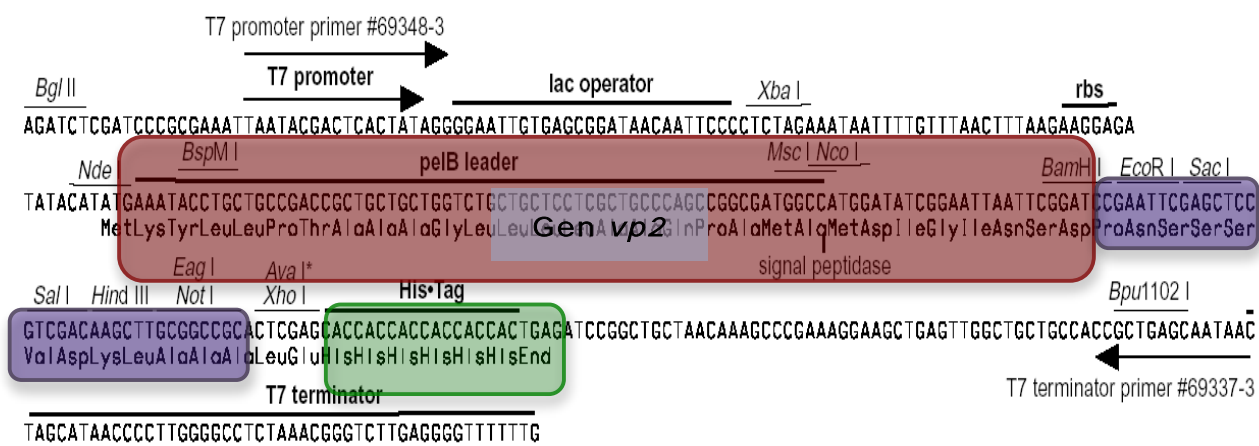 T7 promoter primer #69348-3
Bgl II T7 promoter lac operator Xba I rbs
AGATCTCGATCCCGCGAAATTAATACGACTCACTATAGGGGAATTGTGAGCGGATAACAATTCCCCTCTAGAAATAATTTTGTTTAACTTTAAGAAGGAGA
Nde I BspM I pelB leader Msc I Nco I BamH I EcoR I Sac I
TATACATATGAAATACCTGCTGCCGACCGCTGCTGCTGGTCTGCTGCTCCTCGCTGCCCAGCCGGCGATGGCCATGGATATCGGAATTAATTCGGATCCGAATTCGAGCTCC
MetLysTyrLeuLeuProThrAlaAlaAlaGlyLeu Gen vp2 ProAlaMetAlaMetAspIleGlyIleAsnSerAspProAsnSerSerSer
signal peptidase
Sal I Hind III Eag I Not I Ava I* Xho I His•Tag Bpu1102 I
GTCGACAAGCTTGCGGCCGCACTCGAGCACCACCACCACCACCACTGAGATCCGGCTGCTAACAAAGCCCGAAAGGAAGCTGAGTTGGCTGCTGCCACCGCTGAGCAATAAC
ValAspLysLeuAlaAlaAlaLeuGluHisHisHisHisHisHisEnd
T7 terminator T7 terminator primer #69337-3
TAGCATAACCCCTTGGGGCCTCTAAACGGGTCTTGAGGGGTTTTTTG